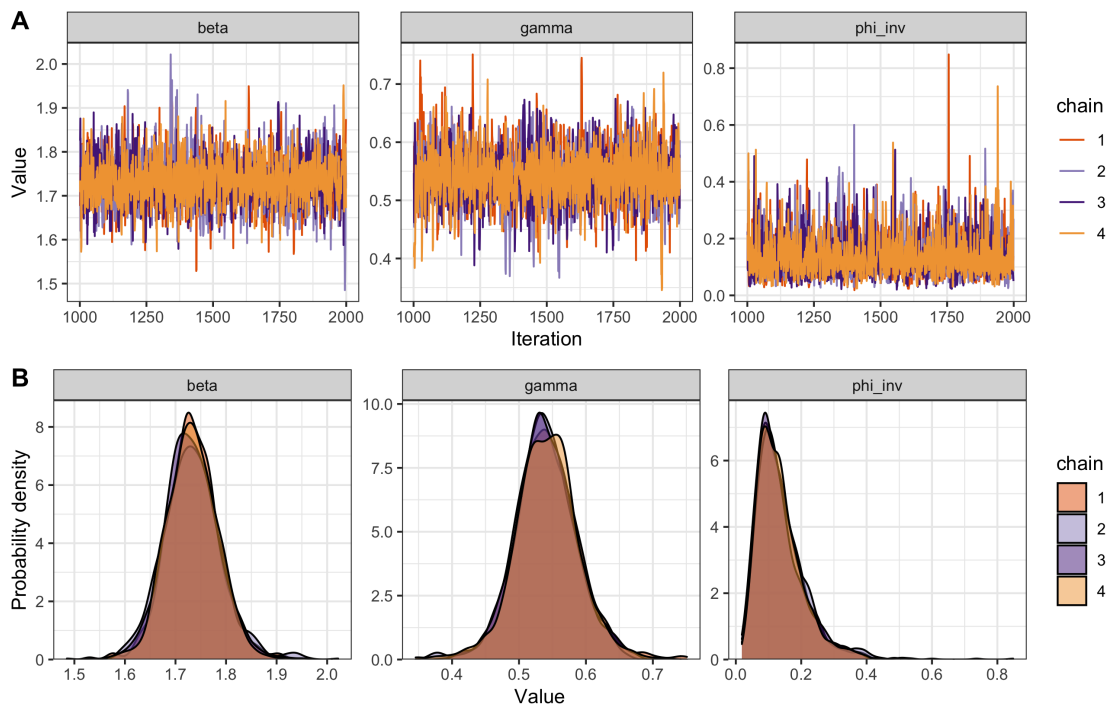 A
beta
gamma
phi_inv
Value
2.0
1.9
1.8
1.7
1.6
1.5
0.7
0.6
0.5
0.4
0.8
0.6
0.4
0.2
0.0
1000 1250 1500 1750 2000
1000 1250 1500 1750 2000
1000 1250 1500 1750 2000
Iteration
chain
1
2
3
4
B
beta
gamma
phi_inv
Probability density
8
6
4
2
0
10.0
7.5
5.0
2.5
0.0
6
4
2
0
1.5 1.6 1.7 1.8 1.9 2.0
0.4 0.5 0.6 0.7
0.0 0.2 0.4 0.6 0.8
Value
chain
1
2
3
4